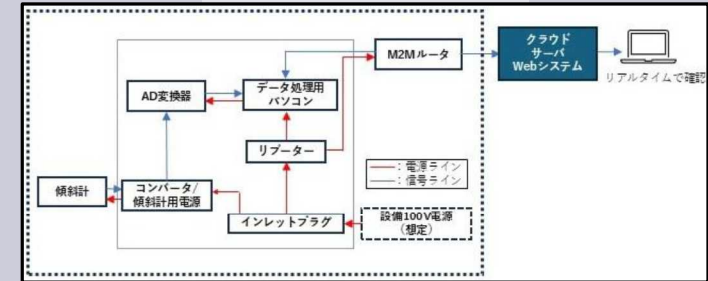 M2Mルータ
クラウド
サーバ
Webシステム
リアルタイムで確認
AD変換器
データ処理用
パソコン
リブーター
傾斜計
コンバータ/
傾斜計用電源
インレットプラグ
設備100V電源
(想定)
:電源ライン
:信号ライン